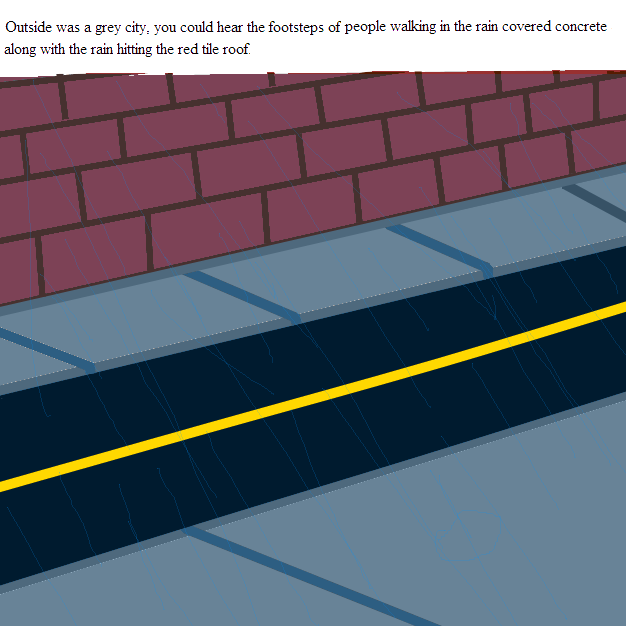 Outside was a grey city, you could hear the footsteps of people walking in the rain covered concrete
along with the rain hitting the red tile roof.